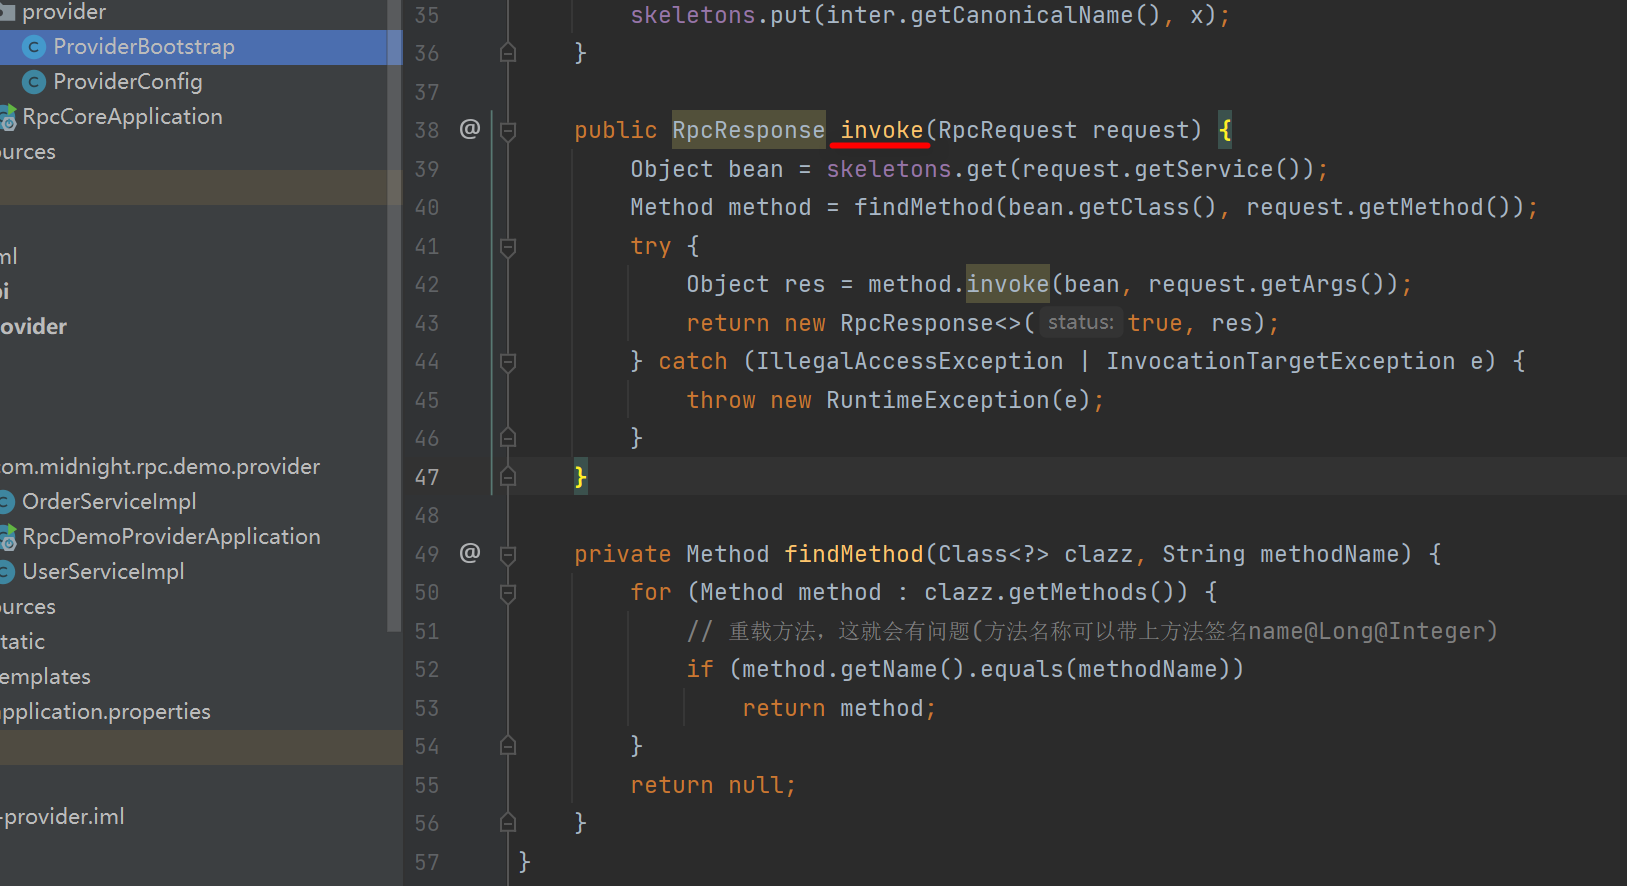 provider
ProviderBootstrap
ProviderConfig
RpcCoreApplication
ources
ml
oi
ovider
com.midnight.rpc.demo.provider
OrderServiceImpl
RpcDemoProviderApplication
UserServiceImpl
ources
tatic
emplates
application.properties
-provider.iml
35 skeletons.put(inter.getCanonicalName(), x);
36 }
37
38 @ public RpcResponse invoke(RpcRequest request) {
39 Object bean = skeletons.get(request.getService());
40 Method method = findMethod(bean.getClass(), request.getMethod());
41 try {
42 Object res = method.invoke(bean, request.getArgs());
43 return new RpcResponse<>( status: true, res);
44 } catch (IllegalAccessException | InvocationTargetException e) {
45 throw new RuntimeException(e);
46 }
47 }
48
49 @ private Method findMethod(Class<?> clazz, String methodName) {
50 for (Method method : clazz.getMethods()) {
51 // 重载方法，这就会有问题(方法名称可以带上方法签名name@Long@Integer)
52 if (method.getName().equals(methodName))
53 return method;
54 }
55 return null;
56 }
57 }